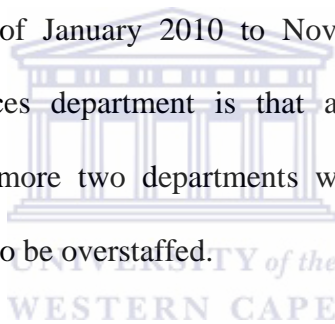 of January 2010 to Nov
ces department is that a
more two departments w
o be overstaffed.
UNIVERSITY of the
WESTERN CAPE